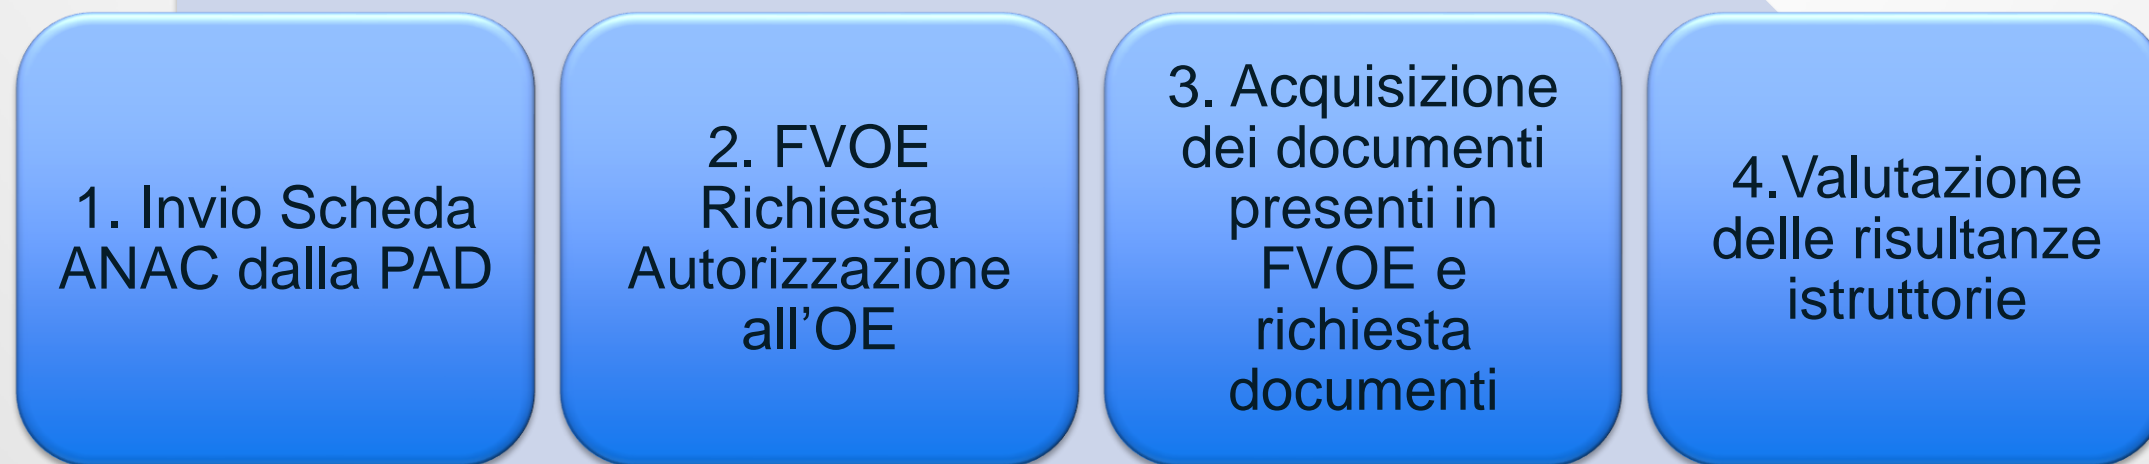 1. Invio Scheda
ANAC dalla PAD
2. FVOE
Richiesta
Autorizzazione
all’OE
3. Acquisizione
dei documenti
presenti in
FVOE e
richiesta
documenti
4.Valutazione
delle risultanze
istruttorie